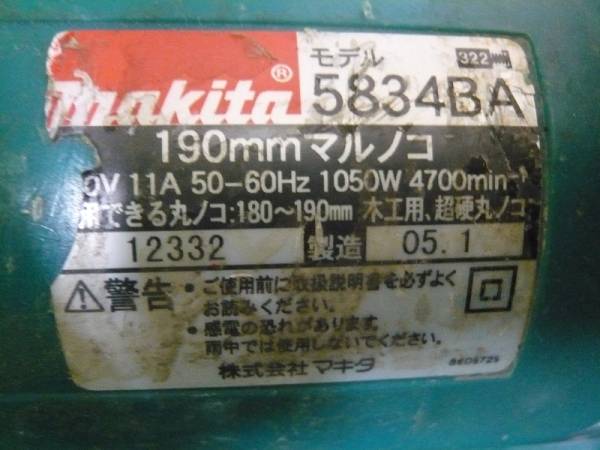 モデル 322
makita® 5834BA
190mmマルノコ
0V 11A 50-60Hz 1050W 4700min⁻¹
用できる丸ノコ:180~190mm 木工用、超硬丸ノコ
12332 製造 05.1
警告 ・ご使用前に取扱説明書を必ずよく
お読みください。
・感電の恐れがあります。
雨中では使用しないでください。
株式会社 マキタ